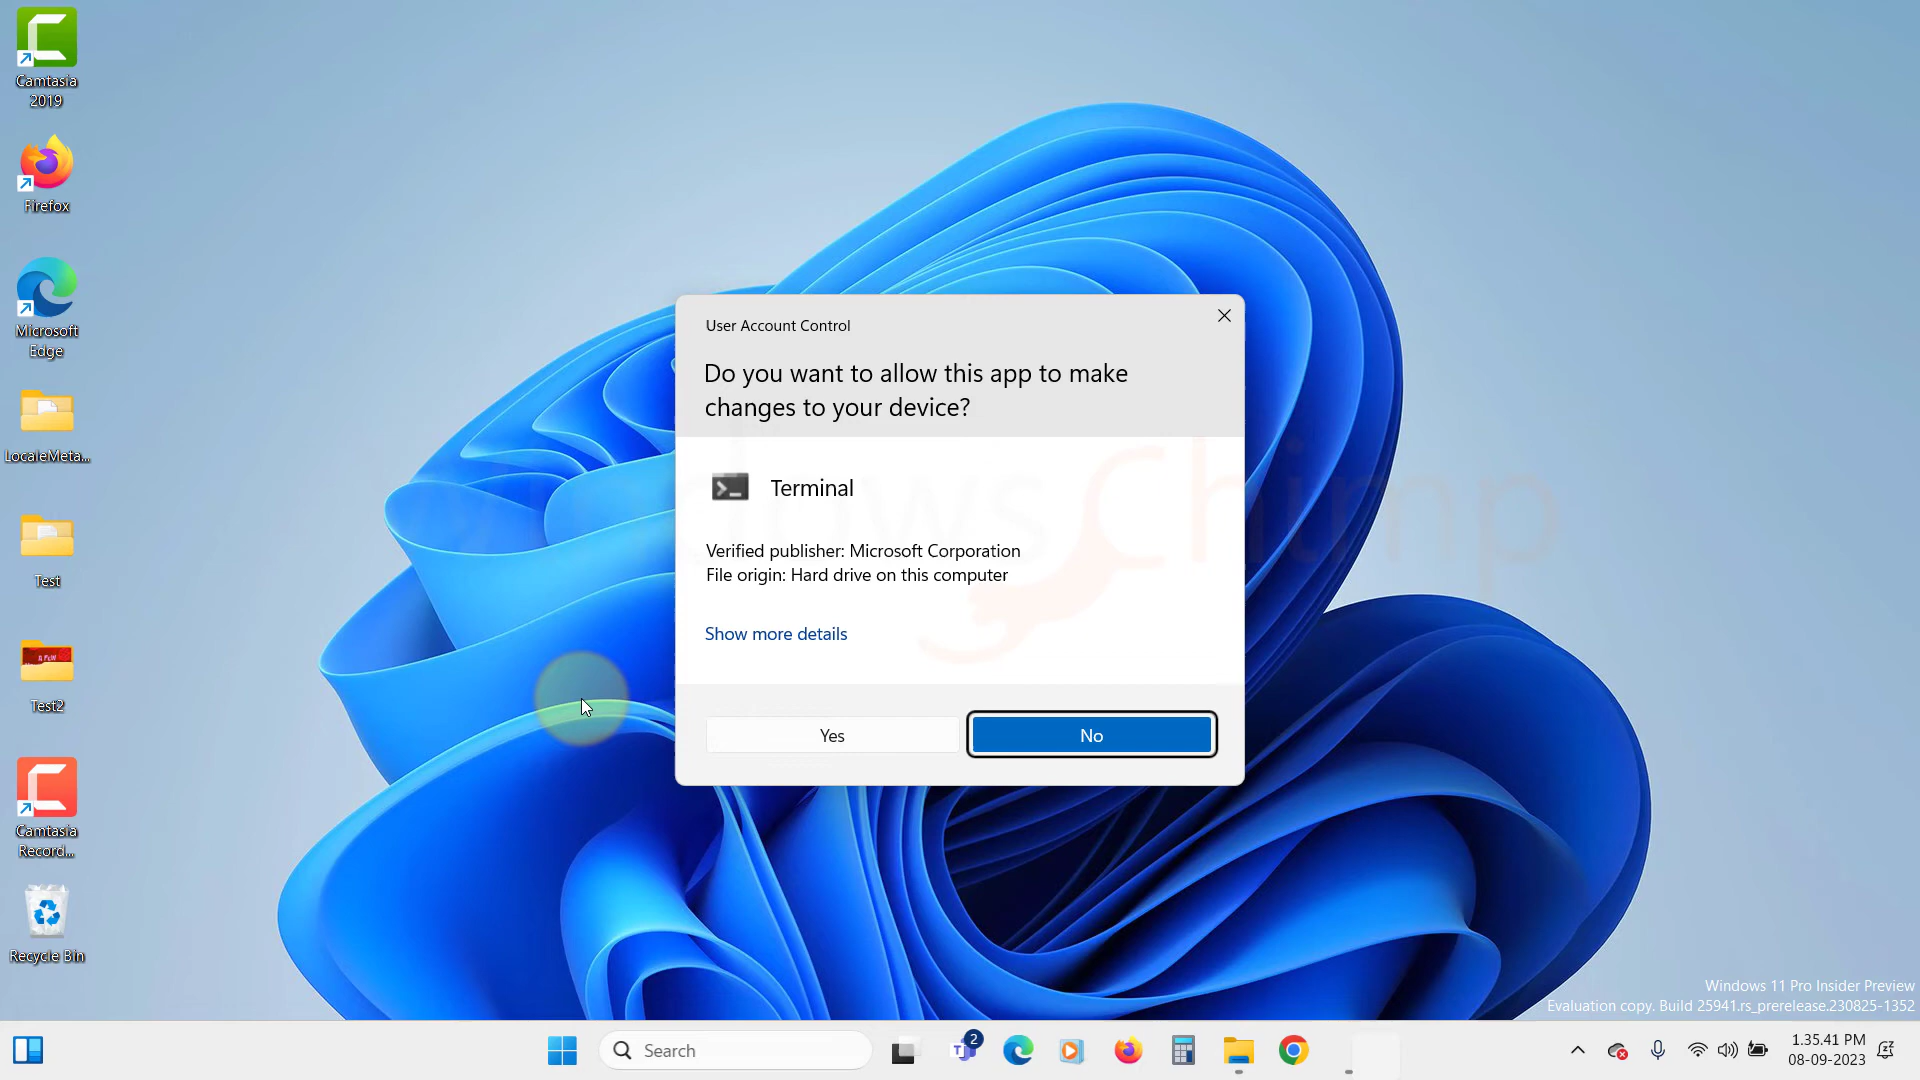 Camtasia
2019
Firefox
Microsoft
Edge
LocaleMeta...
Test
Test2
Camtasia
Record...
Recycle Bin
User Account Control
Do you want to allow this app to make
changes to your device?
Terminal
Verified publisher: Microsoft Corporation
File origin: Hard drive on this computer
Show more details
Yes
No
Windows 11 Pro Insider Preview
Evaluation copy. Build 25941.rs_prerelease.230825-1352
Search
2
1.35.41 PM
08-09-2023